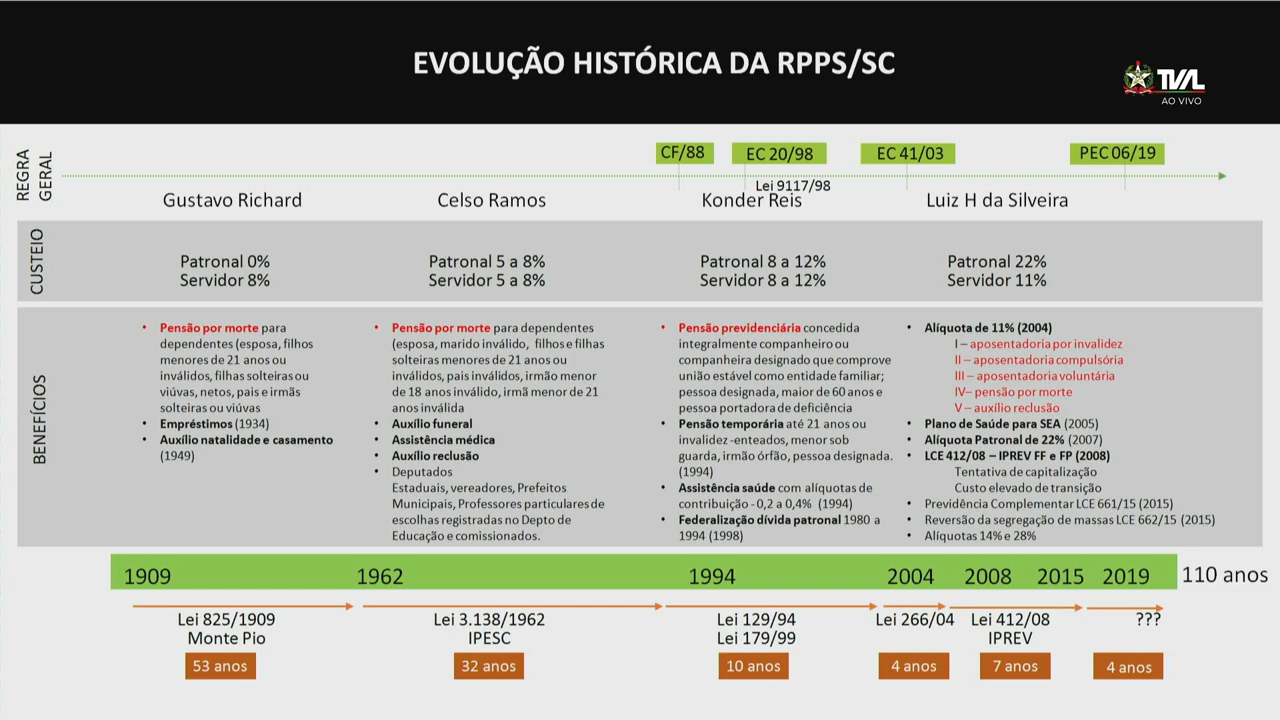 EVOLUÇÃO HISTÓRICA DA RPPS/SC
TVAL
AO VIVO
REGRA
GERAL
CF/88
EC 20/98
EC 41/03
PEC 06/19
Lei 9117/98
Gustavo Richard
Celso Ramos
Konder Reis
Luiz H da Silveira
CUSTEIO
Patronal 0%
Servidor 8%
Patronal 5 a 8%
Servidor 5 a 8%
Patronal 8 a 12%
Servidor 8 a 12%
Patronal 22%
Servidor 11%
BENEFÍCIOS
• Pensão por morte para
dependentes (esposa, filhos
menores de 21 anos ou
inválidos, filhas solteiras ou
viúvas, netos, pais e irmãs
solteiras ou viúvas)
• Empréstimos (1934)
• Auxílio natalidade e casamento
(1949)
• Pensão por morte para dependentes
(esposa, marido inválido, filhos e filhas
solteiras menores de 21 anos ou
inválidos, pais inválidos, irmão menor
de 18 anos inválido, irmã menor de 21
anos inválida
• Auxílio funeral
• Assistência médica
• Auxílio reclusão
• Deputados
Estaduais, vereadores, Prefeitos
Municipais, Professores particulares de
escolhas registradas no Depto de
Educação e comissionados.
• Pensão previdenciária concedida
integralmente companheiro ou
companheira designado que comprove
união estável como entidade familiar;
pessoa designada, maior de 60 anos e
pessoa portadora de deficiência
• Pensão temporária até 21 anos ou
invalidez -enteados, menor sob
guarda, irmão órfão, pessoa designada.
(1994)
• Assistência saúde com alíquotas de
contribuição - 0,2 a 0,4% (1994)
• Federalização dívida patronal 1980 a
1994 (1998)
• Alíquota de 11% (2004)
I – aposentadoria por invalidez
II – aposentadoria compulsória
III – aposentadoria voluntária
IV– pensão por morte
V – auxílio reclusão
• Plano de Saúde para SEA (2005)
• Alíquota Patronal de 22% (2007)
• LCE 412/08 – IPREV FF e FP (2008)
Tentativa de capitalização
Custo elevado de transição
• Previdência Complementar LCE 661/15 (2015)
• Reversão da segregação de massas LCE 662/15 (2015)
• Alíquotas 14% e 28%
1909
1962
1994
2004
2008
2015
2019
110 anos
Lei 825/1909
Monte Pio
Lei 3.138/1962
IPESC
Lei 129/94
Lei 179/99
Lei 266/04
Lei 412/08
IPREV
???
53 anos
32 anos
10 anos
4 anos
7 anos
4 anos